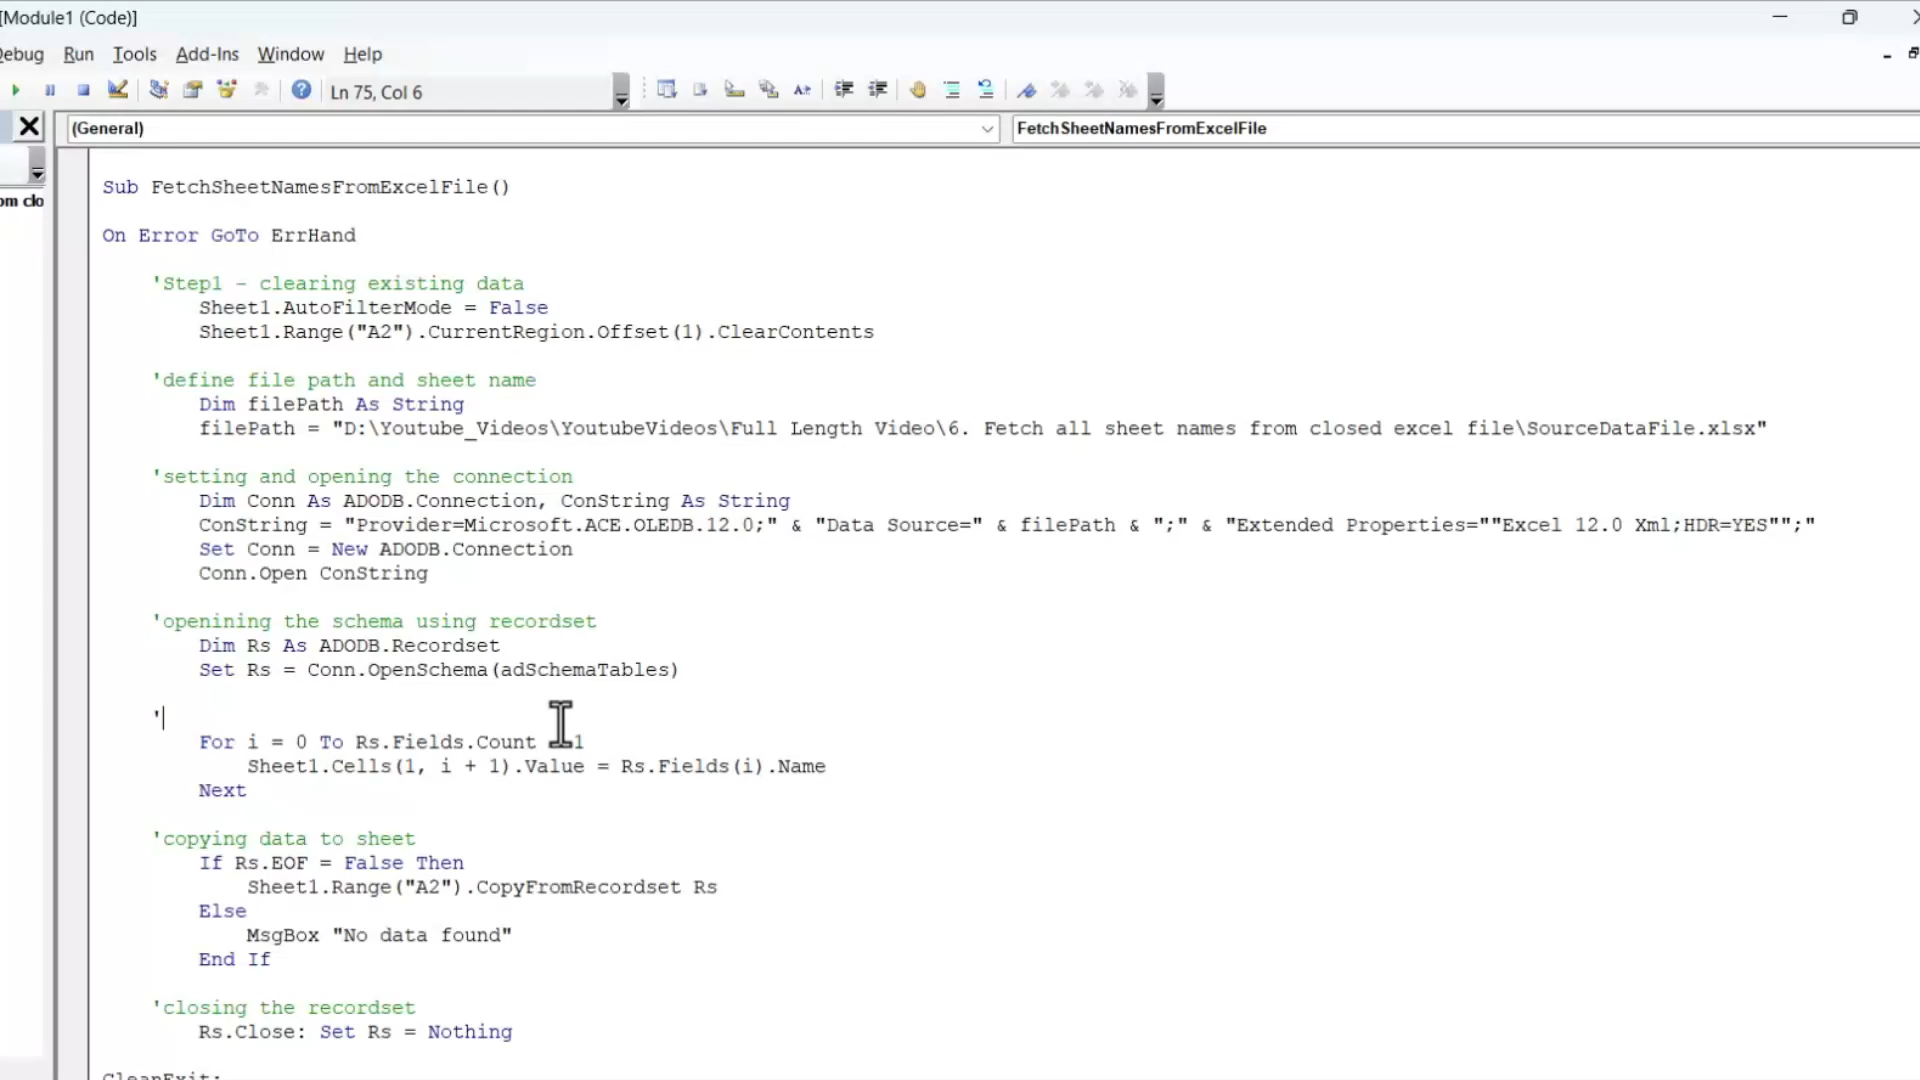 [Module1 (Code)]
Debug Run Tools Add-Ins Window Help
Ln 75, Col 6
(General) FetchSheetNamesFromExcelFile
om clo
Sub FetchSheetNamesFromExcelFile()
On Error GoTo ErrHand
'Step1 - clearing existing data
Sheet1.AutoFilterMode = False
Sheet1.Range("A2").CurrentRegion.Offset(1).ClearContents
'define file path and sheet name
Dim filePath As String
filePath = "D:\Youtube_Videos\YoutubeVideos\Full Length Video\6. Fetch all sheet names from closed excel file\SourceDataFile.xlsx"
'setting and opening the connection
Dim Conn As ADODB.Connection, ConString As String
ConString = "Provider=Microsoft.ACE.OLEDB.12.0;" & "Data Source=" & filePath & ";" & "Extended Properties=""Excel 12.0 Xml;HDR=YES"";"
Set Conn = New ADODB.Connection
Conn.Open ConString
'openining the schema using recordset
Dim Rs As ADODB.Recordset
Set Rs = Conn.OpenSchema(adSchemaTables)
'
For i = 0 To Rs.Fields.Count 1
Sheet1.Cells(1, i + 1).Value = Rs.Fields(i).Name
Next
'copying data to sheet
If Rs.EOF = False Then
Sheet1.Range("A2").CopyFromRecordset Rs
Else
MsgBox "No data found"
End If
'closing the recordset
Rs.Close: Set Rs = Nothing
CleanExit: